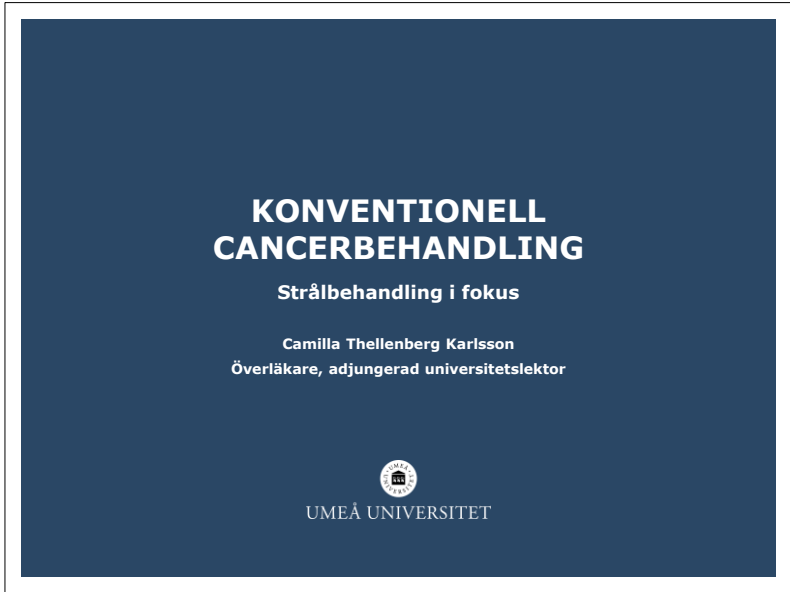 KONVENTIONELL
CANCERBEHANDLING
Strålbehandling i fokus
Camilla Thellenberg Karlsson
Överläkare, adjungerad universitetslektor
UMEÅ UNIVERSITET